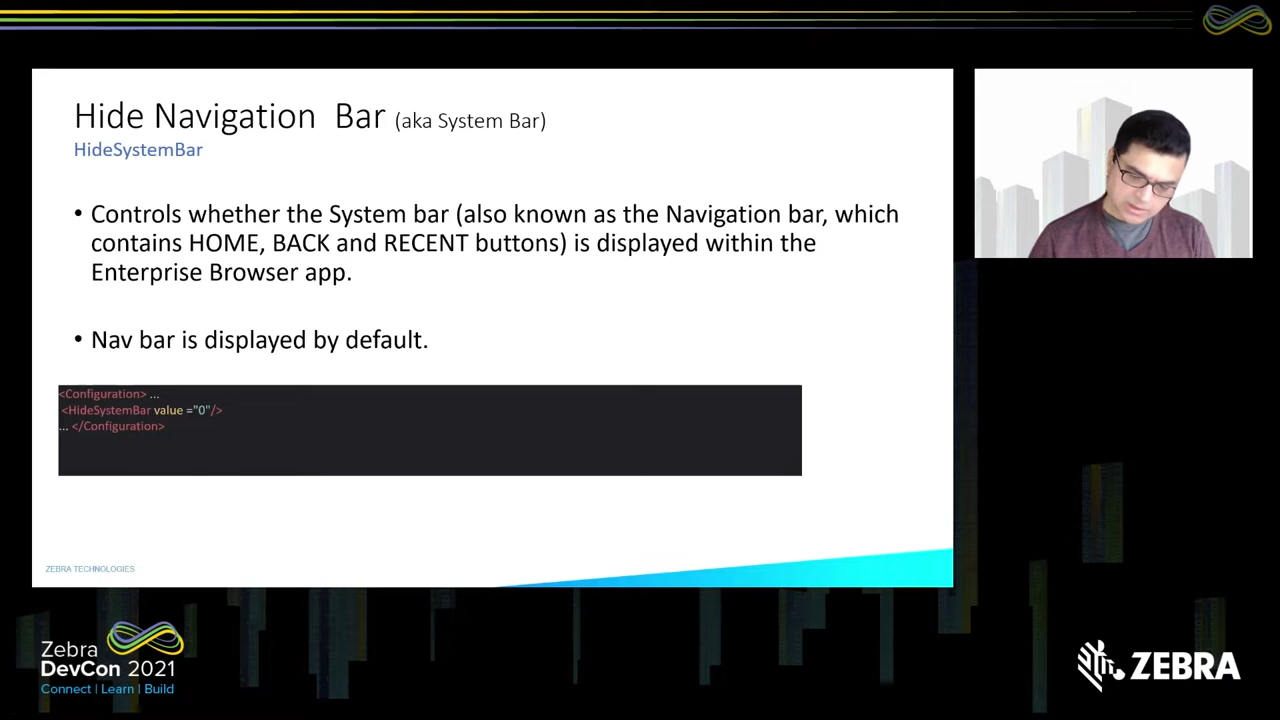 Hide Navigation Bar (aka System Bar)
HideSystemBar
• Controls whether the System bar (also known as the Navigation bar, which
contains HOME, BACK and RECENT buttons) is displayed within the
Enterprise Browser app.
• Nav bar is displayed by default.
<Configuration> ...
<HideSystemBar value ="0"/>
... </Configuration>
ZEBRA TECHNOLOGIES
Zebra
DevCon 2021
Connect | Learn | Build
ZEBRA